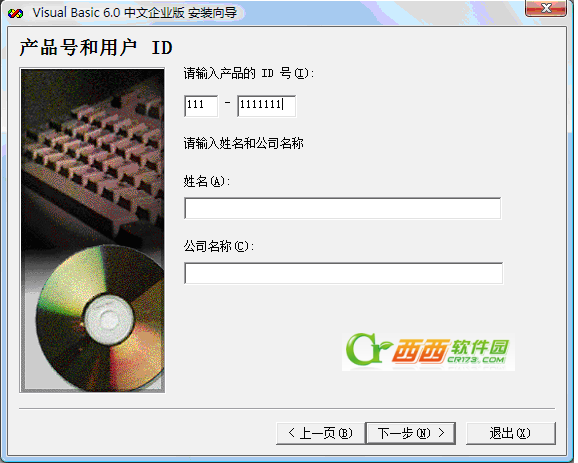 Visual Basic 6.0 中文企业版 安装向导
产品号和用户 ID
请输入产品的 ID 号(I):
111 - 1111111
请输入姓名和公司名称
姓名(A):
公司名称(C):
Cr 西西软件园
CR173.COM
< 上一页(B) 下一步(N) > 退出(X)